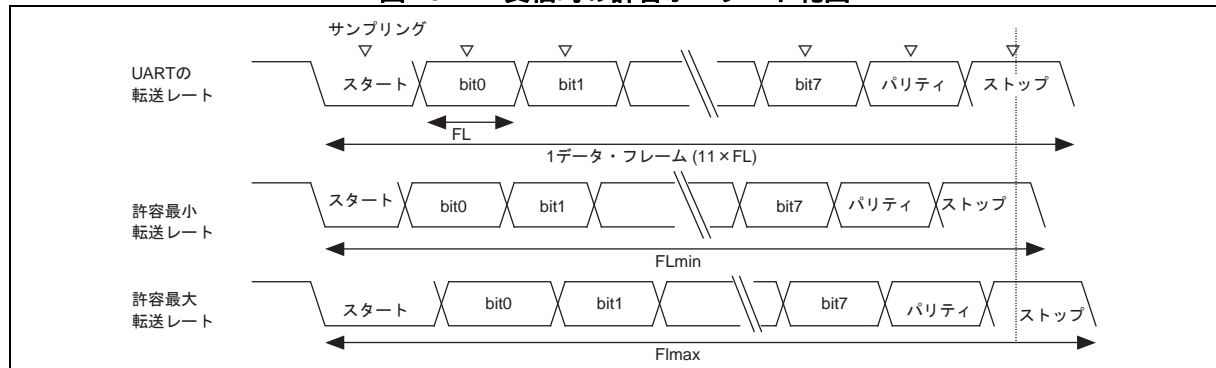 サンプリング
UARTの
転送レート
スタート bit0 bit1 bit7 パリティ ストップ
FL
1データ・フレーム (11×FL)
許容最小
転送レート
スタート bit0 bit1 bit7 パリティ ストップ
FLmin
許容最大
転送レート
スタート bit0 bit1 bit7 パリティ ストップ
FImax